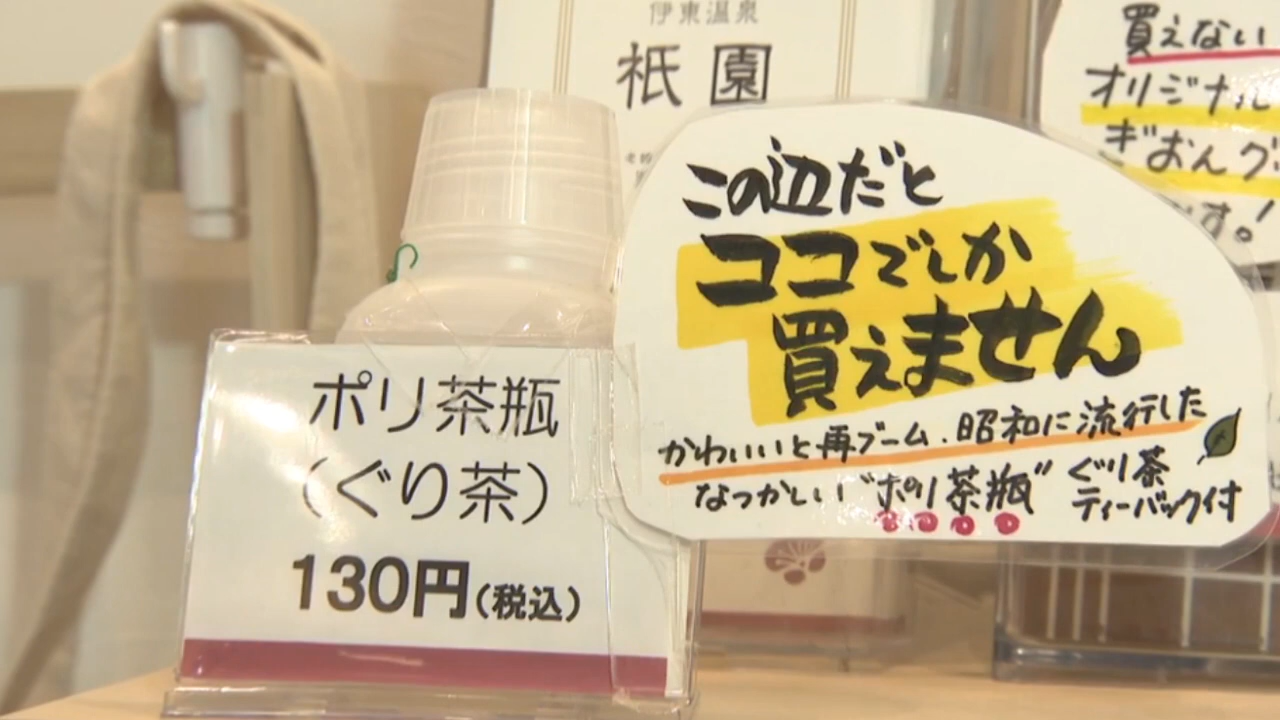 伊東温泉
祇園
買えない
オリジナル
ぎおんグ
す!
この辺だと
ココでしか
買えません
かわいいと再ブーム、昭和に流行した
なつかしい"ポリ茶瓶" ぐり茶
ティーバック付
ポリ茶瓶
(ぐり茶)
130円(税込)